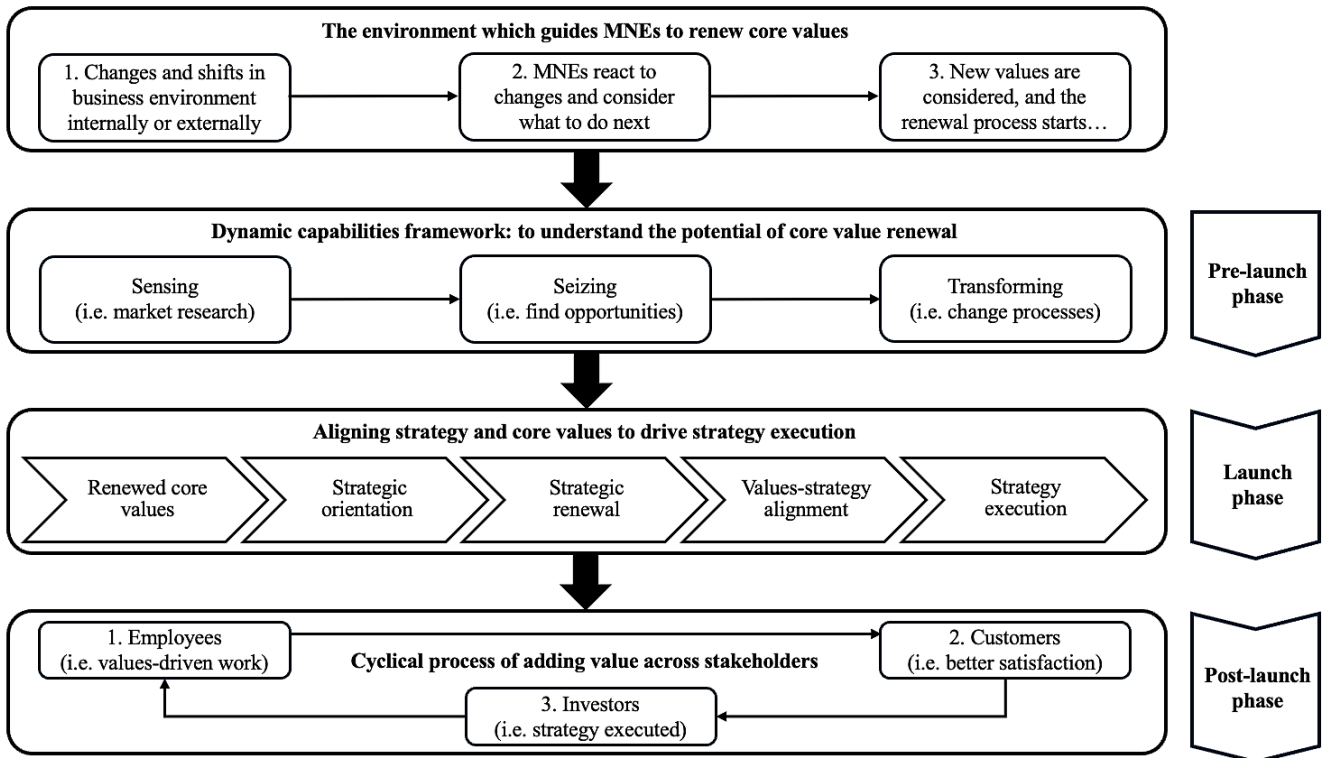 The environment which guides MNEs to renew core values
1. Changes and shifts in
business environment
internally or externally
2. MNEs react to
changes and consider
what to do next
3. New values are
considered, and the
renewal process starts…
Dynamic capabilities framework: to understand the potential of core value renewal
Sensing
(i.e. market research)
Seizing
(i.e. find opportunities)
Transforming
(i.e. change processes)
Pre-launch
phase
Aligning strategy and core values to drive strategy execution
Renewed core
values
Strategic
orientation
Strategic
renewal
Values-strategy
alignment
Strategy
execution
Launch
phase
1. Employees
(i.e. values-driven work)
Cyclical process of adding value across stakeholders
2. Customers
(i.e. better satisfaction)
3. Investors
(i.e. strategy executed)
Post-launch
phase